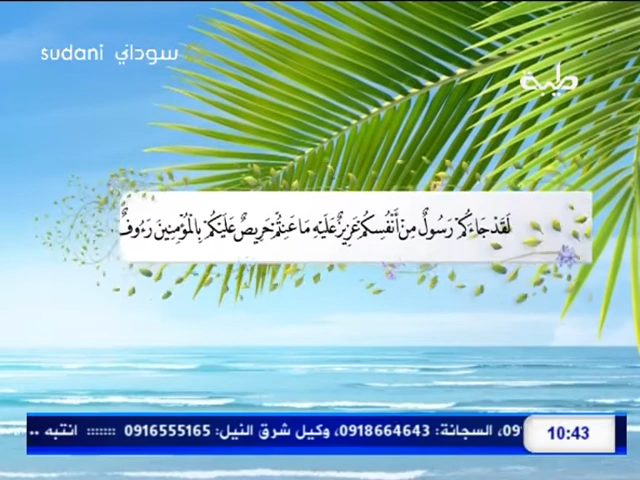 sudani سوداني
طيبة
لَقَدْ جَاءَكُمْ رَسُولٌ مِنْ أَنْفُسِكُمْ عَزِيزٌ عَلَيْهِ مَا عَنِتُّمْ حَرِيصٌ عَلَيْكُمْ بِالْمُؤْمِنِينَ رَءُوفٌ
09، السجانة: 0918664643، وكيل شرق النيل: 0916555165 :::::: انتبه ..
10:43